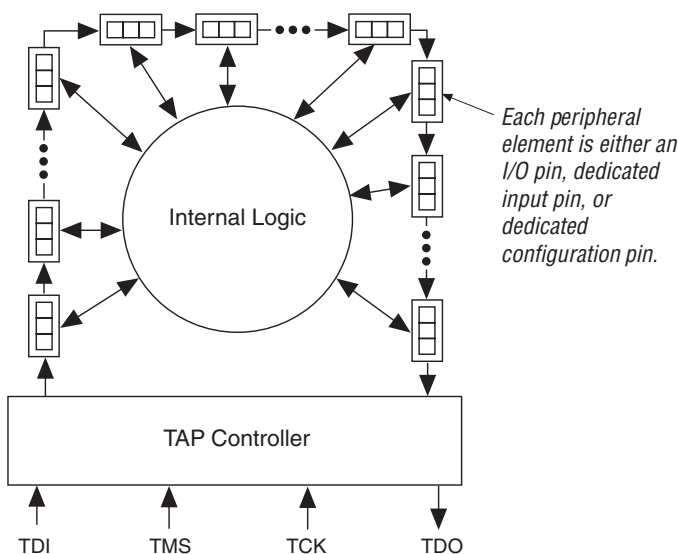 Each peripheral
element is either an
I/O pin, dedicated
input pin, or
dedicated
configuration pin.
Internal Logic
TAP Controller
TDI
TMS
TCK
TDO